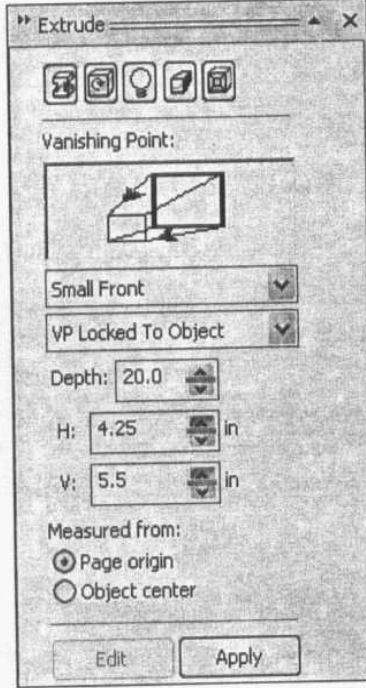 Extrude
Vanishing Point:
Small Front
VP Locked To Object
Depth: 20.0
H: 4.25 in
V: 5.5 in
Measured from:
Page origin
Object center
Edit Apply